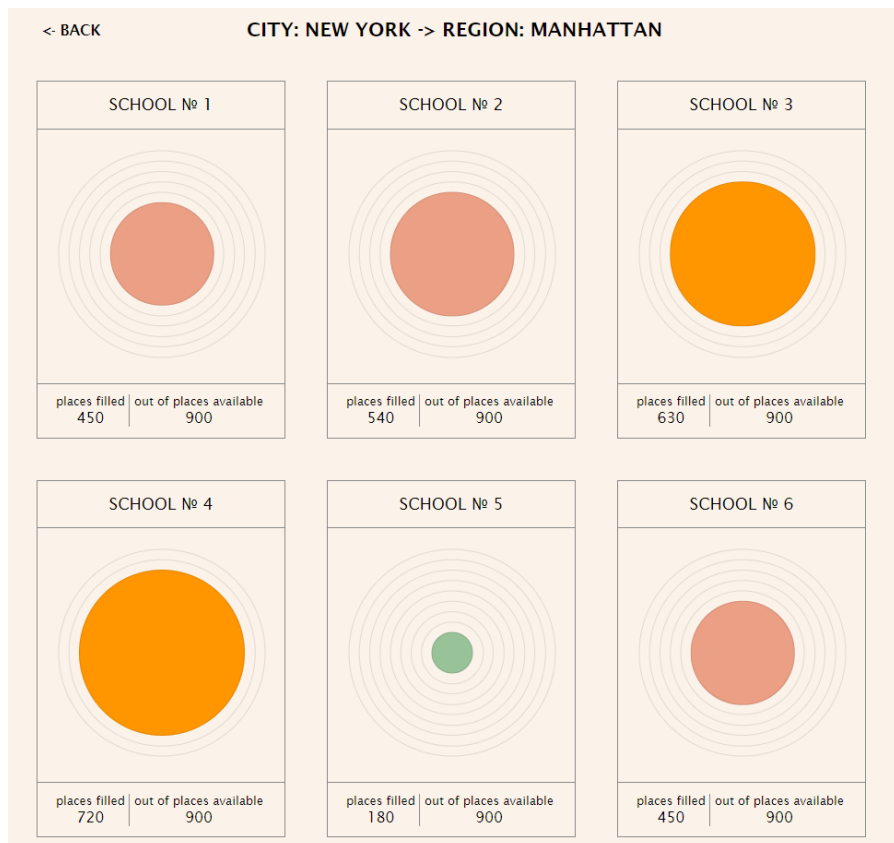 <- BACK
CITY: NEW YORK -> REGION: MANHATTAN
SCHOOL № 1
places filled
450
out of places available
900
SCHOOL № 2
places filled
540
out of places available
900
SCHOOL № 3
places filled
630
out of places available
900
SCHOOL № 4
places filled
720
out of places available
900
SCHOOL № 5
places filled
180
out of places available
900
SCHOOL № 6
places filled
450
out of places available
900